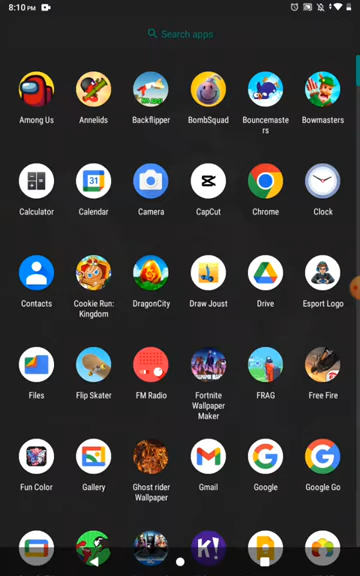 8:10 PM
Search apps
Among Us
Annelids
Backflipper
BombSquad
Bouncemaste
rs
Bowmasters
Calculator
31
Calendar
Camera
CapCut
Chrome
Clock
Contacts
Cookie Run:
Kingdom
DragonCity
Draw Joust
Drive
Esport Logo
Files
Flip Skater
FM Radio
Fortnite
Wallpaper
Maker
FRAG
Free Fire
Fun Color
Gallery
Ghost rider
Wallpaper
Gmail
Google
Google Go
K!